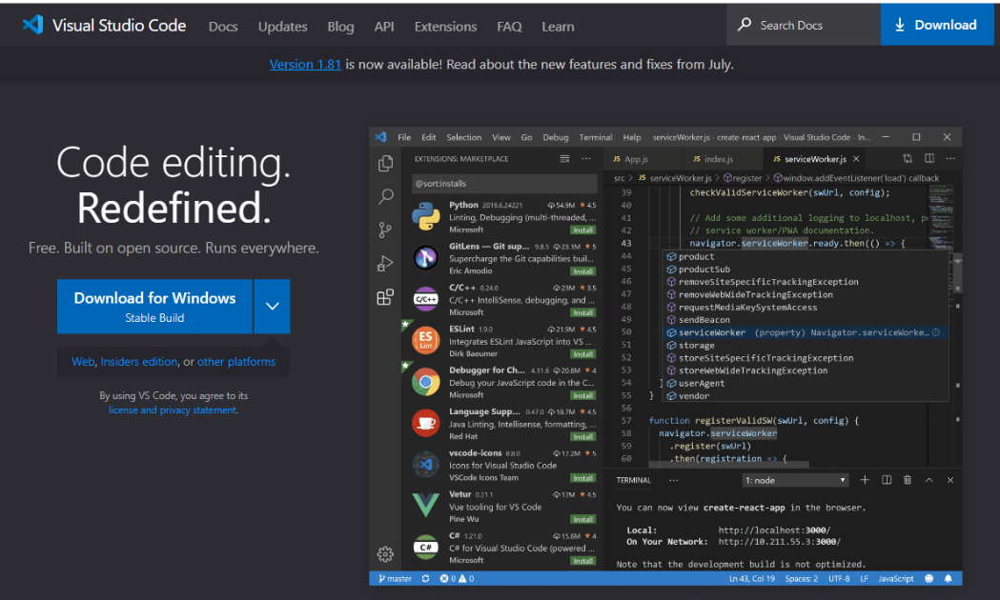 Visual Studio Code Docs Updates Blog API Extensions FAQ Learn Search Docs Download
Version 1.81 is now available! Read about the new features and fixes from July.
Code editing.
Redefined.
Free. Built on open source. Runs everywhere.
Download for Windows
Stable Build
Web, Insiders edition, or other platforms
By using VS Code, you agree to its
license and privacy statement.
File Edit Selection View Go Debug Terminal Help serviceWorker.js - create-react-app - Visual Studio Code - In...
EXTENSIONS: MARKETPLACE ...
@sort:installs
Python 2019.6.24221 54.9M ★ 4.5
Linting, Debugging (multi-threaded, ...
Microsoft Install
GitLens — Git sup... 9.8.5 23.1M ★ 5
Supercharge the Git capabilities buil...
Eric Amodio Install
C/C++
C/C++ 0.24.0 23M ★ 3.5
C/C++ IntelliSense, debugging, and ...
Microsoft Install
ES
Lint
ESLint 1.9.0 21.9M ★ 4.5
Integrates ESLint JavaScript into VS ...
Dirk Baeumer Install
Debugger for Ch... 4.11.6 20.6M ★ 4
Debug your JavaScript code in the C...
Microsoft Install
Language Supp... 0.47.0 18.7M ★ 4.5
Java Linting, Intellisense, formatting, ...
Red Hat Install
vscode-icons 8.8.0 17.2M ★ 5
Icons for Visual Studio Code
VSCode Icons Team Install
Vetur 0.21.1 17M ★ 4.5
Vue tooling for VS Code
Pine Wu Install
C#
C# 1.21.0 15.6M ★ 4
C# for Visual Studio Code (powered ...
Microsoft Install
JS App.js JS index.js JS serviceWorker.js ...
src > JS serviceWorker.js > register > window.addEventListener('load') callback
39 checkValidServiceWorker(swUrl, config);
40
41 // Add some additional logging to localhost, po
42 // service worker/PWA documentation.
43 navigator.serviceWorker.ready.then(() => {
44 product
45 productSub
46 removeSiteSpecificTrackingException
47 removeWebWideTrackingException
48 requestMediaKeySystemAccess
49 sendBeacon
50 serviceWorker (property) Navigator.serviceWorke...
51 storage
52 storeSiteSpecificTrackingException
53 storeWebWideTrackingException
54 } userAgent
55 } vendor
56
57 function registerValidSW(swUrl, config) {
58 navigator.serviceWorker
59 .register(swUrl)
60 .then(registration => {
TERMINAL ... 1: node
You can now view create-react-app in the browser.
Local: http://localhost:3000/
On Your Network: http://10.211.55.3:3000/
Note that the development build is not optimized.
master 0 0 Ln 43, Col 19 Spaces: 2 UTF-8 LF JavaScript